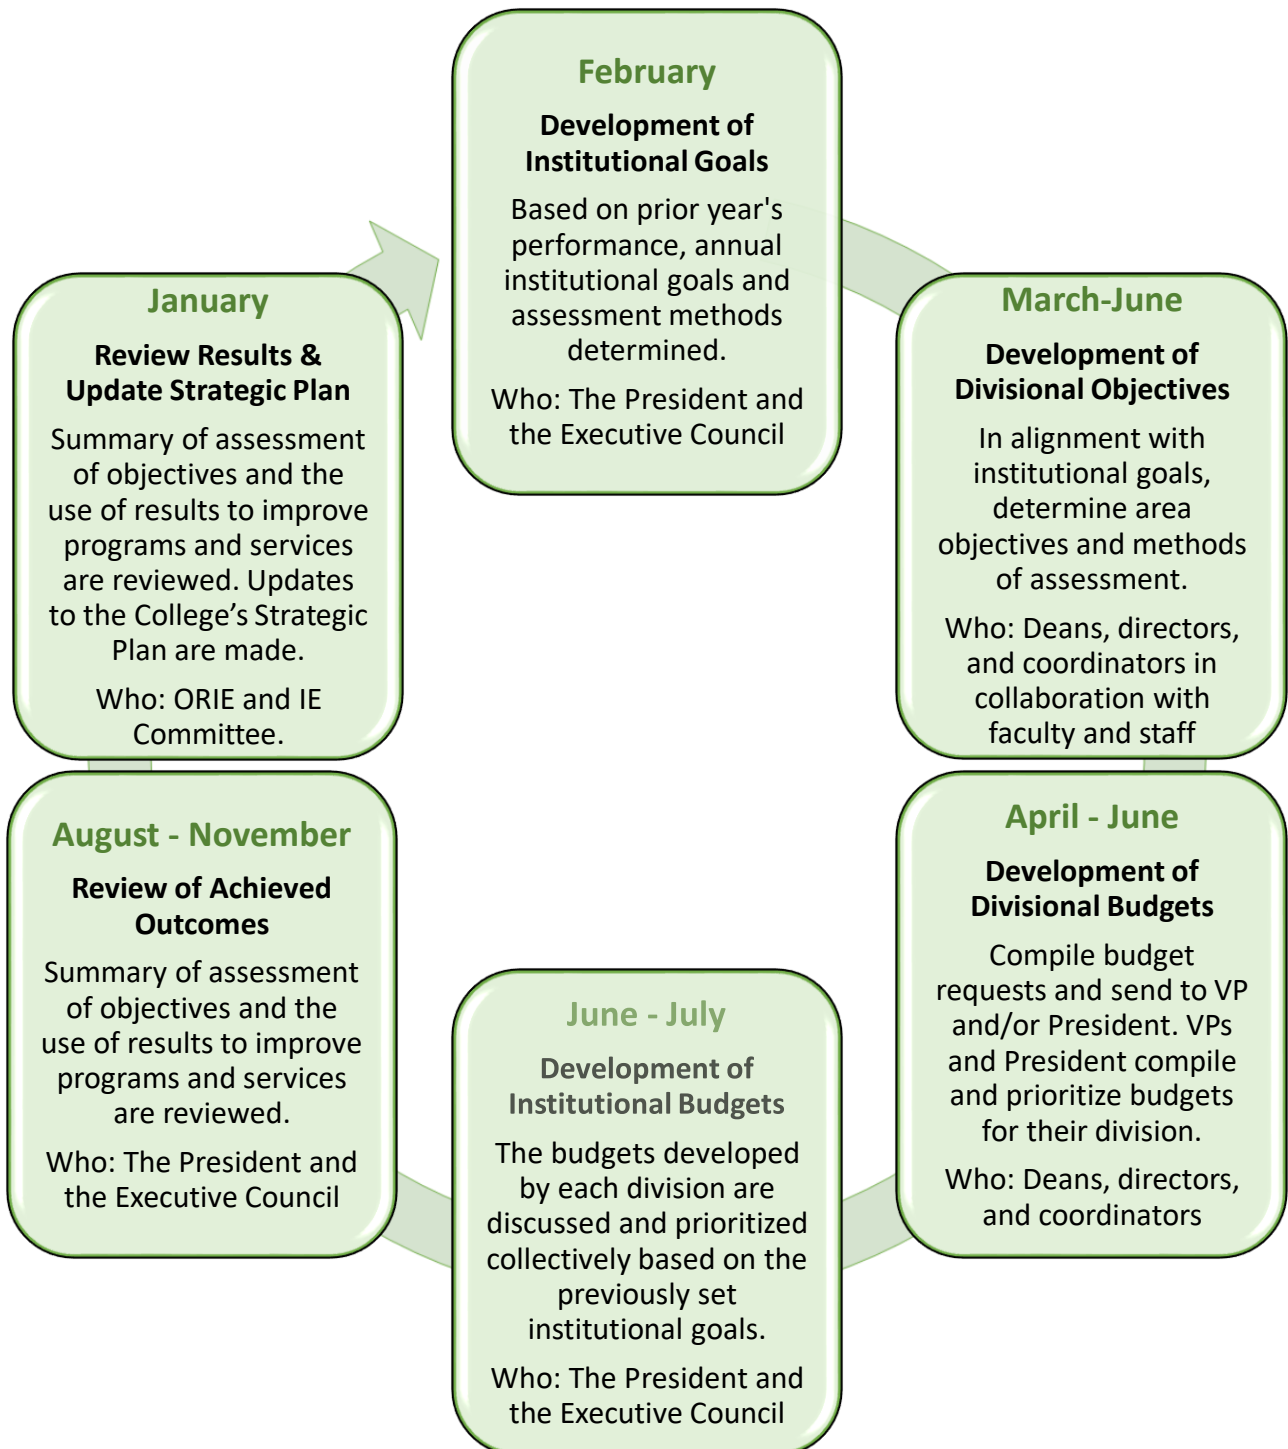 February
Development of
Institutional Goals
Based on prior year's
performance, annual
institutional goals and
assessment methods
determined.
Who: The President and
the Executive Council
March-June
Development of
Divisional Objectives
In alignment with
institutional goals,
determine area
objectives and methods
of assessment.
Who: Deans, directors,
and coordinators in
collaboration with
faculty and staff
April - June
Development of
Divisional Budgets
Compile budget
requests and send to VP
and/or President. VPs
and President compile
and prioritize budgets
for their division.
Who: Deans, directors,
and coordinators
June - July
Development of
Institutional Budgets
The budgets developed
by each division are
discussed and prioritized
collectively based on the
previously set
institutional goals.
Who: The President and
the Executive Council
August - November
Review of Achieved
Outcomes
Summary of assessment
of objectives and the
use of results to improve
programs and services
are reviewed.
Who: The President and
the Executive Council
January
Review Results &
Update Strategic Plan
Summary of assessment
of objectives and the
use of results to improve
programs and services
are reviewed. Updates
to the College’s Strategic
Plan are made.
Who: ORIE and IE
Committee.